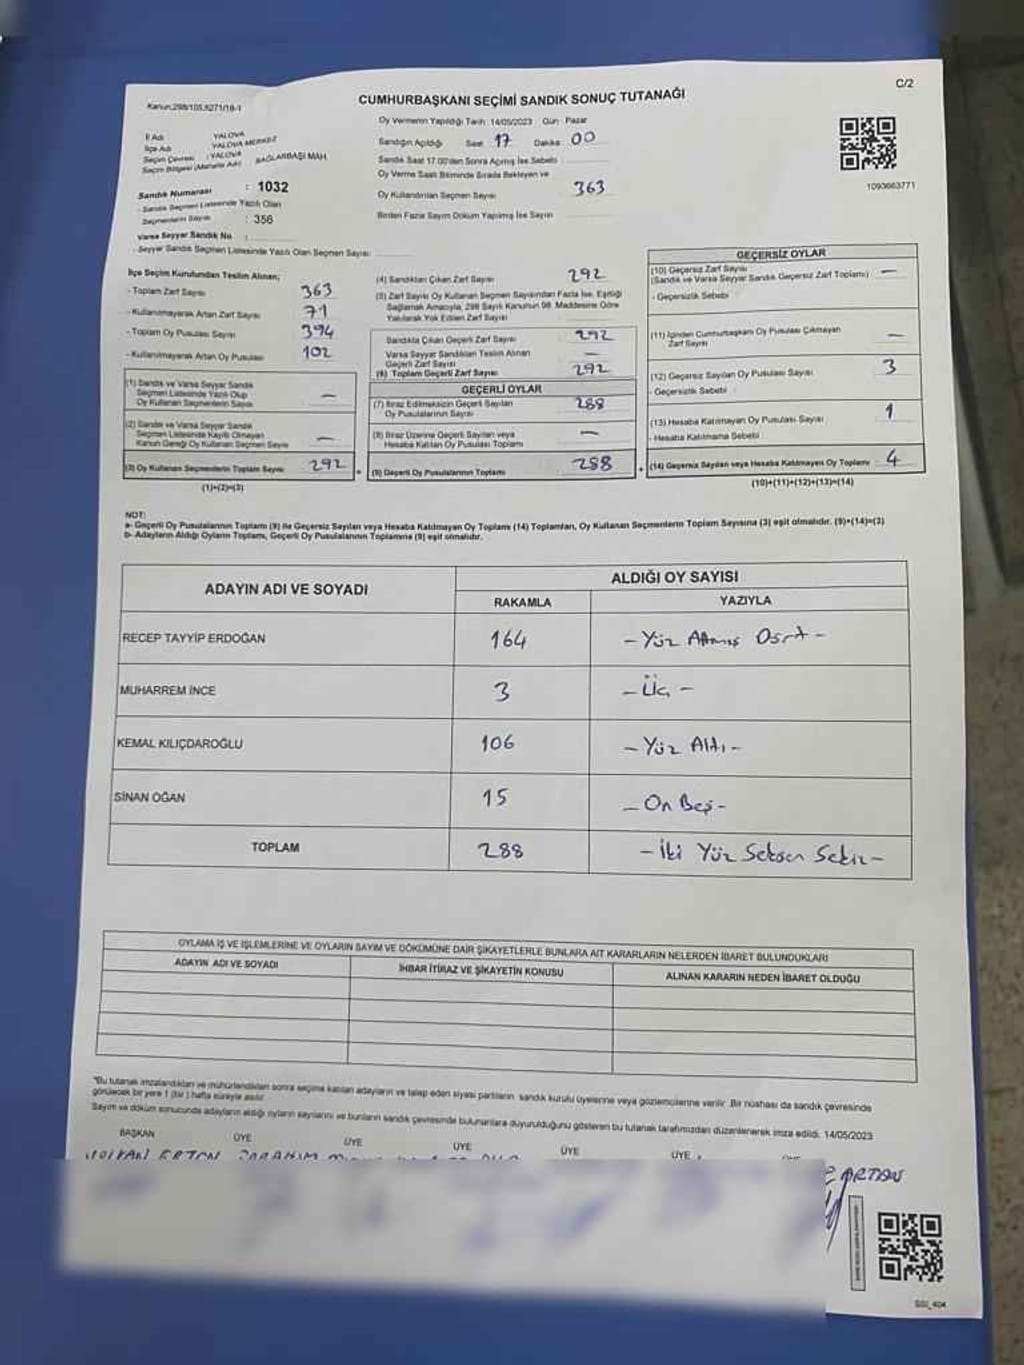 C/2
Kanun:298/105,6271/18-1
CUMHURBAŞKANI SEÇİMİ SANDIK SONUÇ TUTANAĞI
Oy Vermenin Yapıldığı Tarih :14/05/2023 Gün : Pazar
İl Adı : YALOVA
İlçe Adı : YALOVA MERKEZ
Seçim Çevresi : YALOVA
Seçim Bölgesi (Mahalle Adı) : BAĞLARBAŞI MAH.
Sandığın Açıldığı Saat 17 Dakika 00
Sandık Saat 17.00'den Sonra Açılmış İse Sebebi
Oy Verme Saati Bitiminde Sırada Bekleyen ve
Oy Kullandırılan Seçmen Sayısı 363
Birden Fazla Sayım Döküm Yapılmış İse Sayısı
1093663771
Sandık Numarası : 1032
- Sandık Seçmen Listesinde Yazılı Olan
Seçmenlerin Sayısı : 356
Varsa Seyyar Sandık No :
- Seyyar Sandık Seçmen Listesinde Yazılı Olan Seçmen Sayısı:
İlçe Seçim Kurulundan Teslim Alınan;
- Toplam Zarf Sayısı 363
- Kullanılmayarak Artan Zarf Sayısı 71
- Toplam Oy Pusulası Sayısı 394
- Kullanılmayarak Artan Oy Pusulası 102
(1) Sandık ve Varsa Seyyar Sandık
Seçmen Listesinde Yazılı Olup
Oy Kullanan Seçmenlerin Sayısı —
(2) Sandık ve Varsa Seyyar Sandık
Seçmen Listesinde Kayıtlı Olmayan
Kanun Gereği Oy Kullanan Seçmen Sayısı —
(3) Oy Kullanan Seçmenlerin Toplam Sayısı 292
(1)+(2)=(3)
(4) Sandıktan Çıkan Zarf Sayısı 292
(5) Zarf Sayısı Oy Kullanan Seçmen Sayısından Fazla İse, Eşitliği
Sağlamak Amacıyla, 298 Sayılı Kanunun 98. Maddesine Göre
Yakılarak Yok Edilen Zarf Sayısı
Sandıkta Çıkan Geçerli Zarf Sayısı 292
Varsa Seyyar Sandıktan Teslim Alınan
Geçerli Zarf Sayısı —
(6) Toplam Geçerli Zarf Sayısı 292
GEÇERLİ OYLAR
(7) İtiraz Edilmeksizin Geçerli Sayılan
Oy Pusulalarının Sayısı 288
(8) İtiraz Üzerine Geçerli Sayılan veya
Hesaba Katılan Oy Pusulası Toplamı —
(9) Geçerli Oy Pusulalarının Toplamı 288
GEÇERSİZ OYLAR
(10) Geçersiz Zarf Sayısı
(Sandık ve Varsa Seyyar Sandık Geçersiz Zarf Toplamı) —
- Geçersizlik Sebebi
(11) İçinden Cumhurbaşkanı Oy Pusulası Çıkmayan
Zarf Sayısı —
(12) Geçersiz Sayılan Oy Pusulası Sayısı 3
- Geçersizlik Sebebi
(13) Hesaba Katılmayan Oy Pusulası Sayısı 1
- Hesaba Katılmama Sebebi
(14) Geçersiz Sayılan veya Hesaba Katılmayan Oy Toplamı 4
(10)+(11)+(12)+(13)=(14)
NOT:
a- Geçerli Oy Pusulalarının Toplamı (9) ile Geçersiz Sayılan veya Hesaba Katılmayan Oy Toplamı (14) Toplamları, Oy Kullanan Seçmenlerin Toplam Sayısına (3) eşit olmalıdır. (9)+(14)=(3)
b- Adayların Aldığı Oyların Toplamı, Geçerli Oy Pusulalarının Toplamına (9) eşit olmalıdır.
ADAYIN ADI VE SOYADI ALDIĞI OY SAYISI
RAKAMLA YAZIYLA
RECEP TAYYİP ERDOĞAN 164 - Yüz Altmış Dört -
MUHARREM İNCE 3 - Üç -
KEMAL KILIÇDAROĞLU 106 - Yüz Altı -
SİNAN OĞAN 15 - On Beş -
TOPLAM 288 - İki Yüz Seksen Sekiz -
OYLAMA İŞ VE İŞLEMLERİNE VE OYLARIN SAYIM VE DÖKÜMÜNE DAİR ŞİKAYETLERLE BUNLARA AİT KARARLARIN NELERDEN İBARET BULUNDUKLARI
ADAYIN ADI VE SOYADI İHBAR İTİRAZ VE ŞİKAYETİN KONUSU ALINAN KARARIN NEDEN İBARET OLDUĞU
"Bu tutanak imzalandıktan ve mühürlendikten sonra seçime katılan adayların ve talep eden siyasi partilerin sandık kurulu üyelerine veya gözlemcilerine verilir. Bir nüshası da sandık çevresinde
görülecek bir yere 1 (bir ) hafta süreyle asılır.
Sayım ve döküm sonucunda adayların aldığı oyların sayılarını ve bunların sandık çevresinde bulunanlara duyurulduğunu gösteren bu tutanak tarafımızdan düzenlenerek imza edildi. 14/05/2023
BAŞKAN ÜYE ÜYE ÜYE ÜYE ÜYE
VOLKAN ERTEN
ARTAN
SSI_404